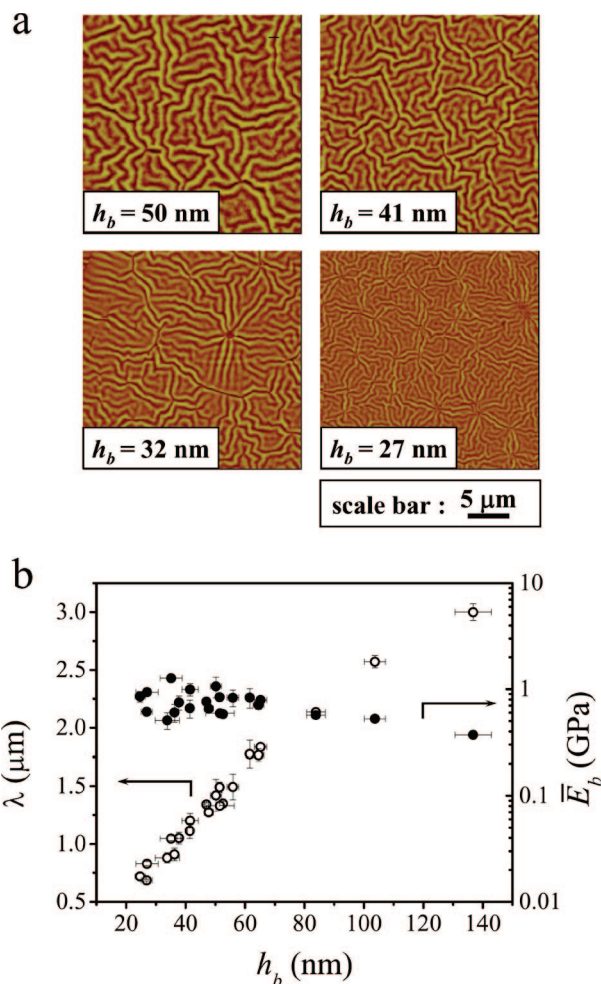 a
h_b = 50 nm
h_b = 41 nm
h_b = 32 nm
h_b = 27 nm
scale bar : 5 μm
b
3.0
2.5
2.0
1.5
1.0
0.5
λ (μm)
10
1
0.1
0.01
E̅_b (GPa)
20 40 60 80 100 120 140
h_b (nm)